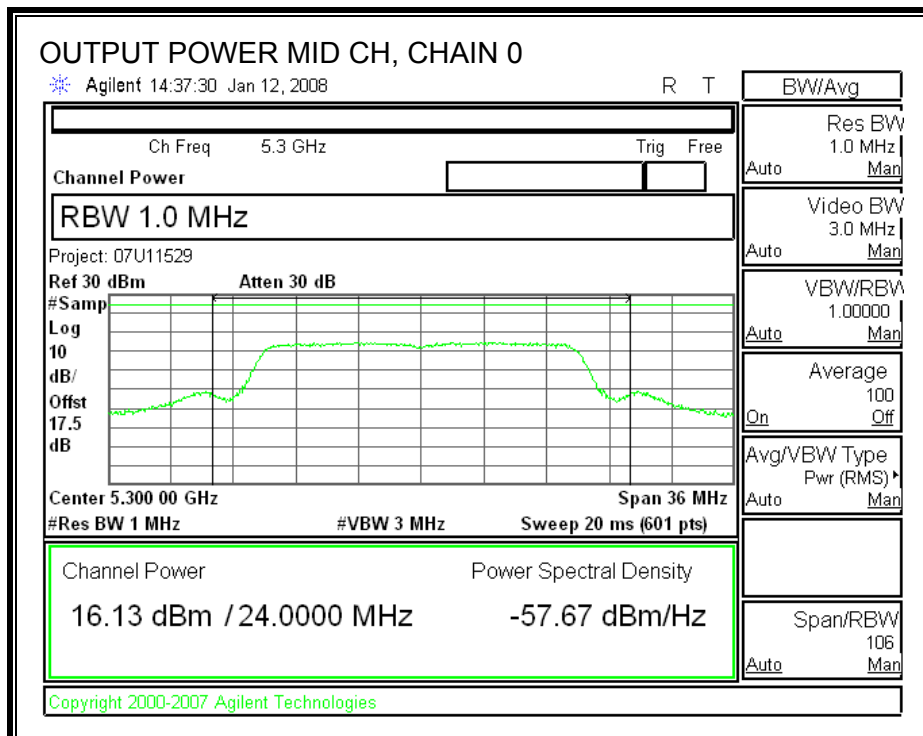 OUTPUT POWER MID CH, CHAIN 0
Agilent 14:37:30 Jan 12, 2008 R T
BW/Avg
Ch Freq 5.3 GHz Trig Free
Channel Power
RBW 1.0 MHz
Project: 07U11529
Ref 30 dBm Atten 30 dB
#Samp
Log
10
dB/
Offst
17.5
dB
Center 5.300 00 GHz Span 36 MHz
#Res BW 1 MHz #VBW 3 MHz Sweep 20 ms (601 pts)
Channel Power Power Spectral Density
16.13 dBm / 24.0000 MHz -57.67 dBm/Hz
Res BW
1.0 MHz
Auto Man
Video BW
3.0 MHz
Auto Man
VBW/RBW
1.00000
Auto Man
Average
100
On Off
Avg/VBW Type
Pwr (RMS)
Auto Man
Span/RBW
106
Auto Man
Copyright 2000-2007 Agilent Technologies